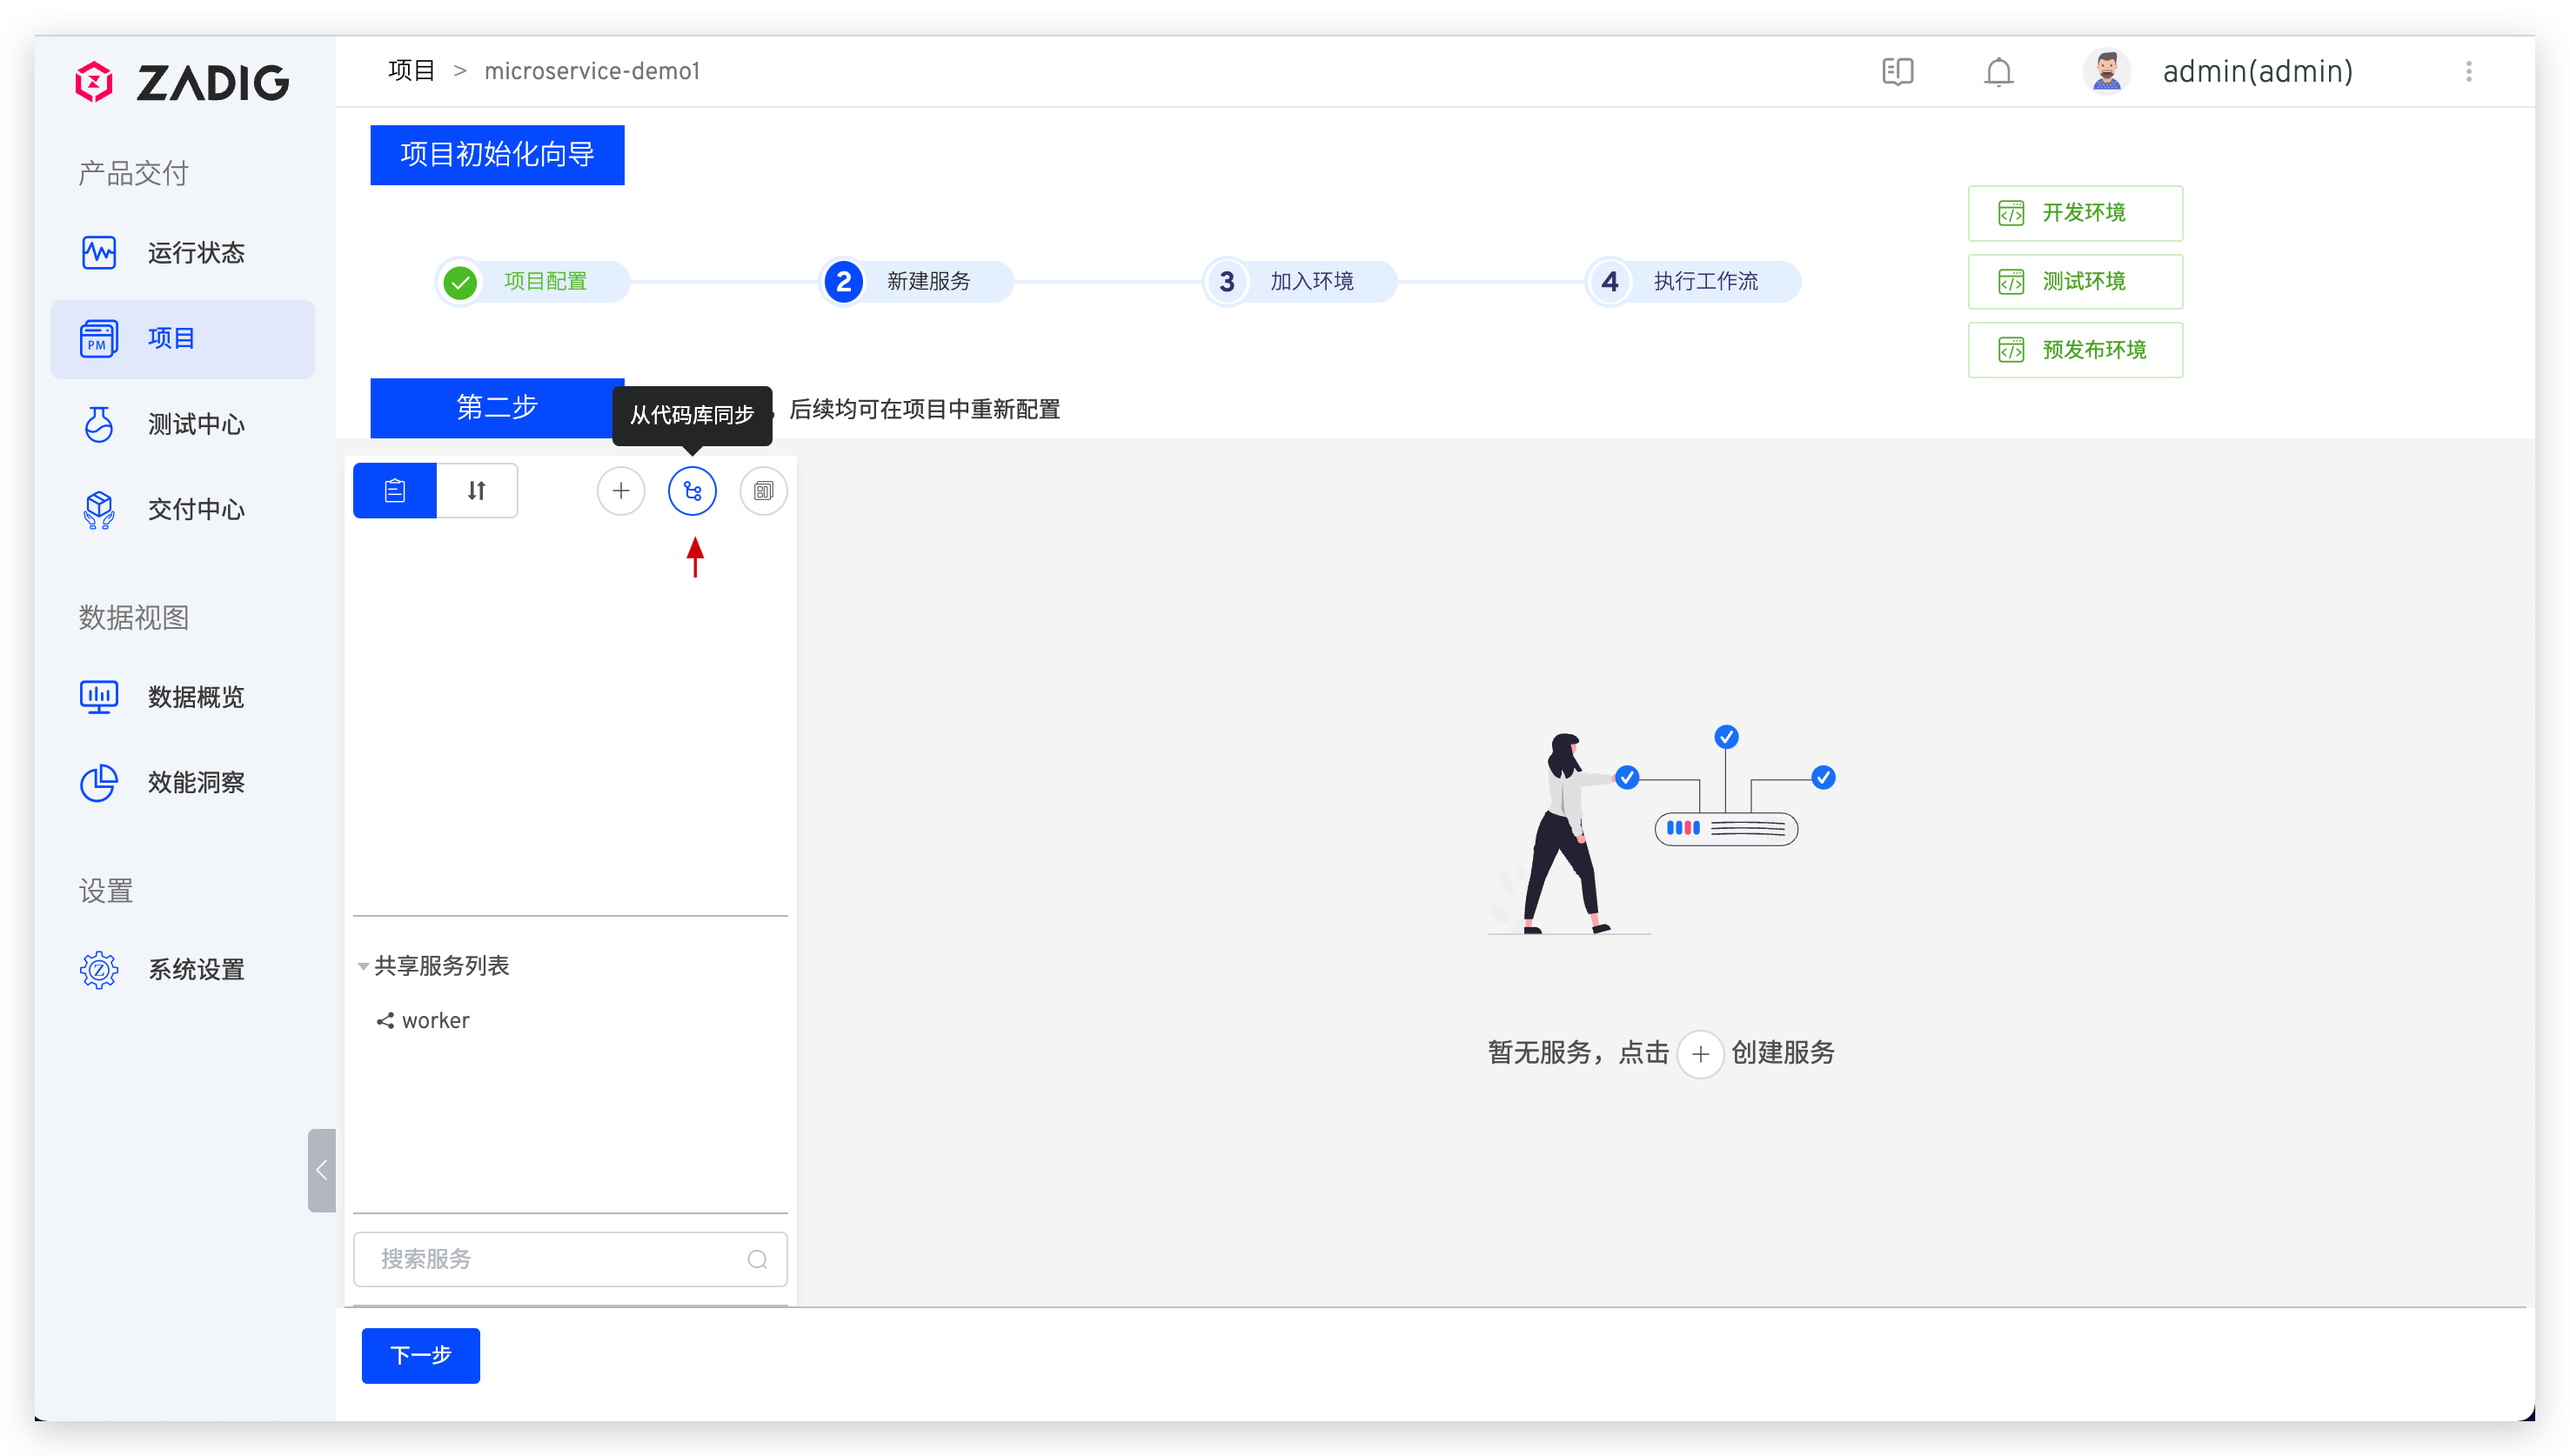 ZADIG
项目 > microservice-demo1
admin(admin)
产品交付
运行状态
PM
项目
测试中心
交付中心
数据视图
数据概览
效能洞察
设置
系统设置
项目初始化向导
项目配置
2 新建服务
3 加入环境
4 执行工作流
开发环境
测试环境
预发布环境
第二步
从代码库同步
后续均可在项目中重新配置
共享服务列表
worker
搜索服务
暂无服务，点击 + 创建服务
下一步